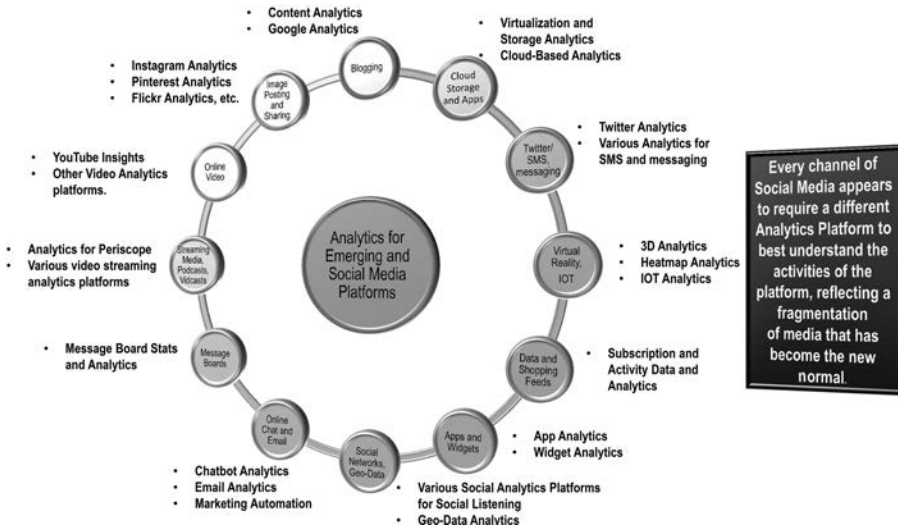 • Content Analytics
• Google Analytics
Blogging
• Virtualization and
Storage Analytics
• Cloud-Based Analytics
Cloud
Storage
and Apps
• Instagram Analytics
• Pinterest Analytics
• Flickr Analytics, etc.
Image
Posting
and
Sharing
• Twitter Analytics
• Various Analytics for
SMS and messaging
Twitter/
SMS,
messaging
• YouTube Insights
• Other Video Analytics
platforms.
Online
Video
• Analytics for Periscope
• Various video streaming
analytics platforms
Streaming
Media,
Podcasts,
Vidcasts
Analytics for
Emerging and
Social Media
Platforms
Virtual
Reality,
IOT
• 3D Analytics
• Heatmap Analytics
• IOT Analytics
• Message Board Stats
and Analytics
Message
Boards
Data and
Shopping
Feeds
• Subscription and
Activity Data and
Analytics
Online
Chat and
Email
• Chatbot Analytics
• Email Analytics
• Marketing Automation
Social
Networks,
Geo-Data
• Various Social Analytics Platforms
for Social Listening
• Geo-Data Analytics
Apps and
Widgets
• App Analytics
• Widget Analytics
Every channel of
Social Media appears
to require a different
Analytics Platform to
best understand the
activities of the
platform, reflecting a
fragmentation
of media that has
become the new
normal.